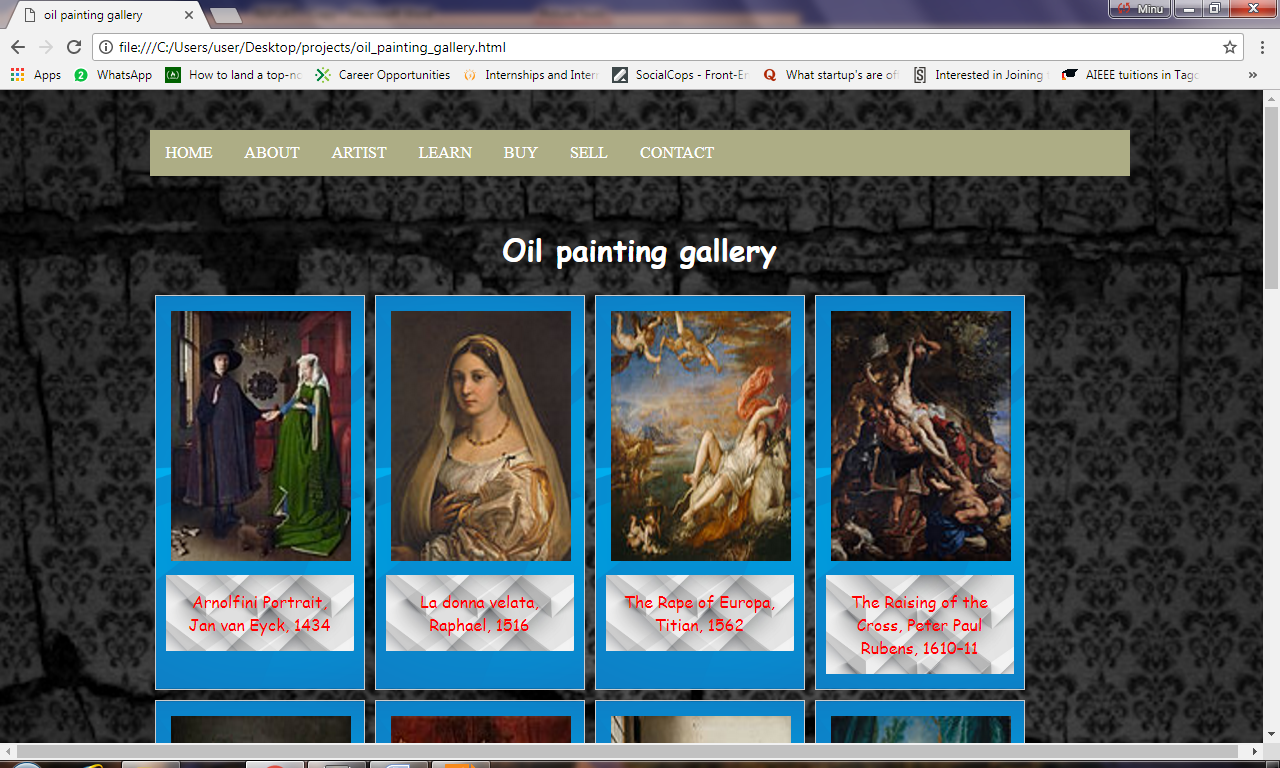 oil painting gallery
Minu
file:///C:/Users/user/Desktop/projects/oil_painting_gallery.html
Apps
WhatsApp
How to land a top-no
Career Opportunities
Internships and Inter
SocialCops - Front-E
What startup's are of
Interested in Joining
AIEEE tuitions in Tag
HOME ABOUT ARTIST LEARN BUY SELL CONTACT
Oil painting gallery
Arnolfini Portrait,
Jan van Eyck, 1434
La donna velata,
Raphael, 1516
The Rape of Europa,
Titian, 1562
The Raising of the
Cross, Peter Paul
Rubens, 1610–11